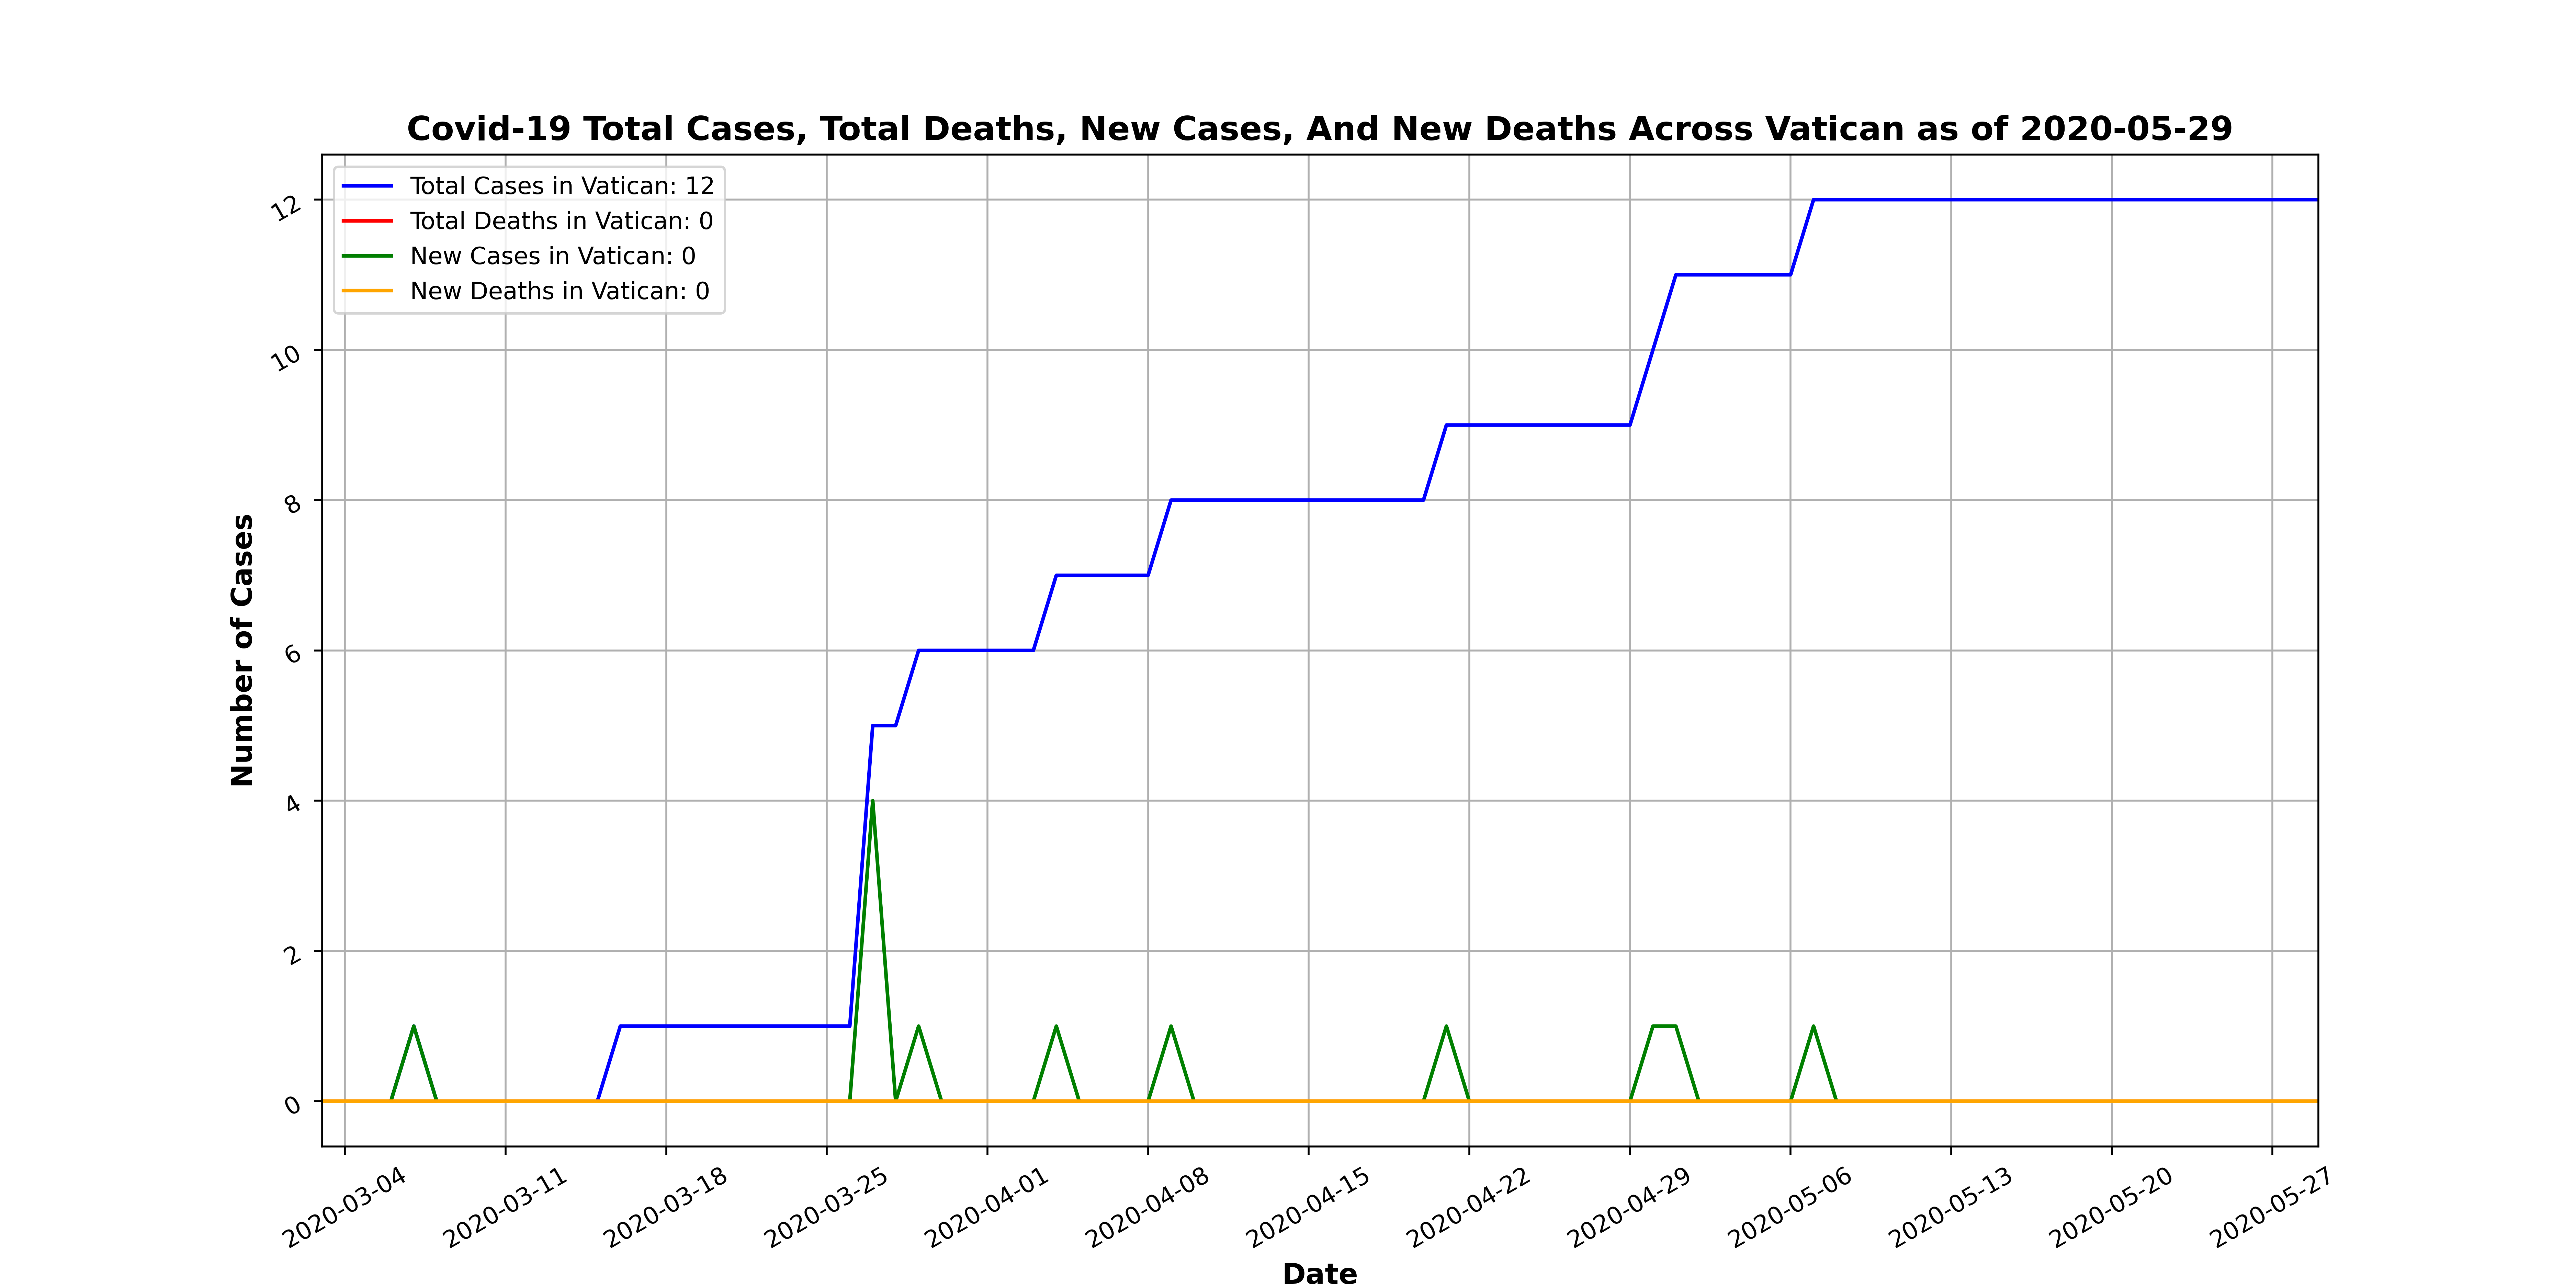 Covid-19 Total Cases, Total Deaths, New Cases, And New Deaths Across Vatican as of 2020-05-29
Total Cases in Vatican: 12
Total Deaths in Vatican: 0
New Cases in Vatican: 0
New Deaths in Vatican: 0
Number of Cases
12
10
8
6
4
2
0
2020-03-04
2020-03-11
2020-03-18
2020-03-25
2020-04-01
2020-04-08
2020-04-15
2020-04-22
2020-04-29
2020-05-06
2020-05-13
2020-05-20
2020-05-27
Date